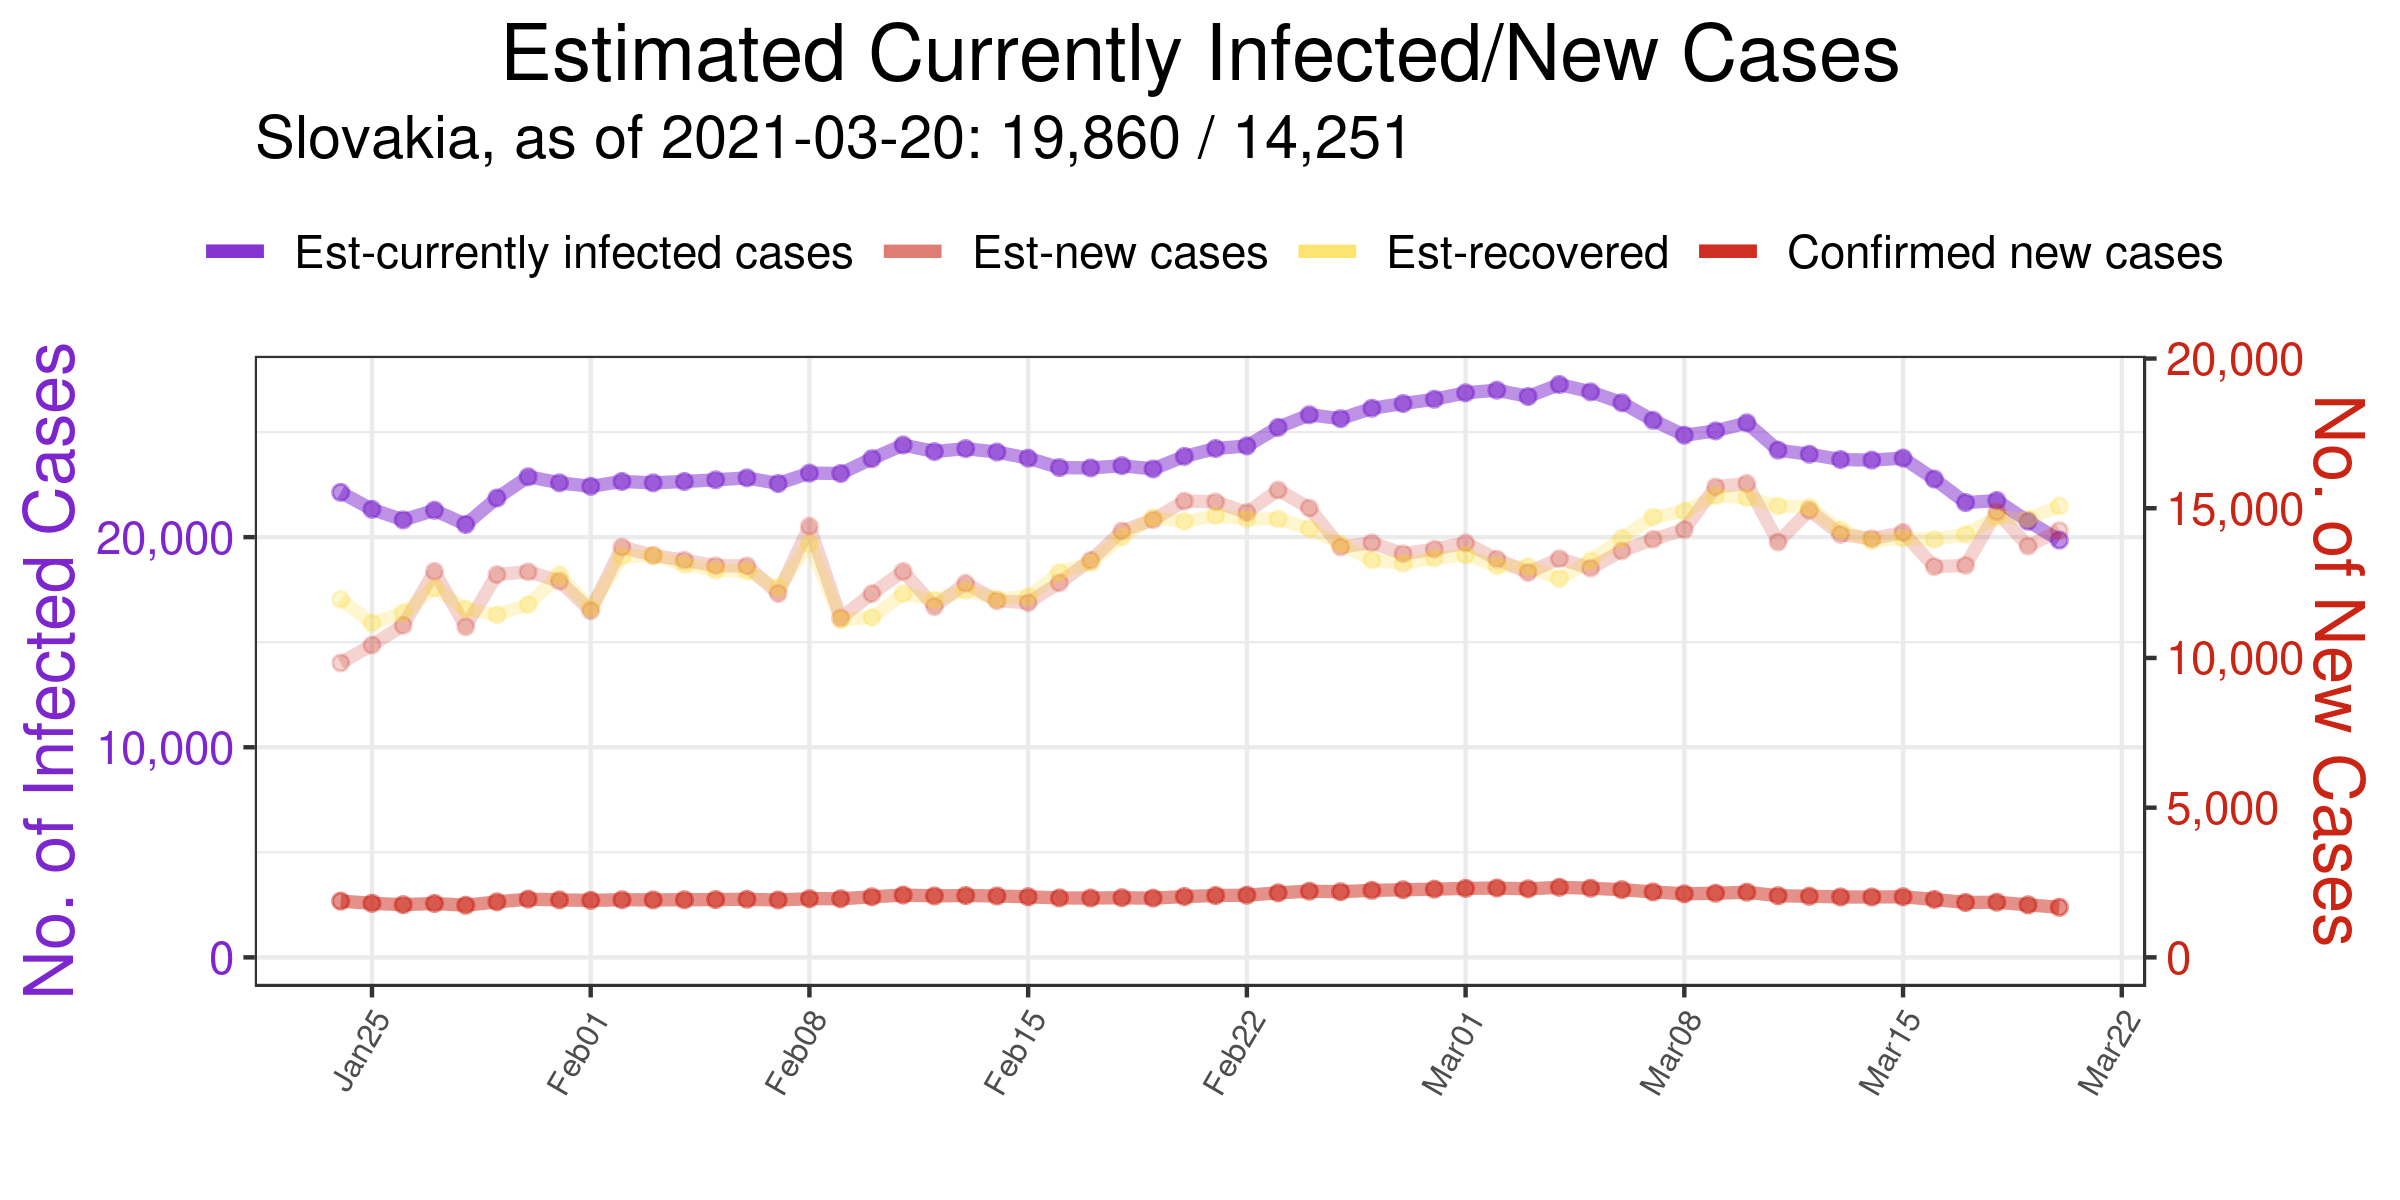 Estimated Currently Infected/New Cases
Slovakia, as of 2021-03-20: 19,860 / 14,251
Est-currently infected cases Est-new cases Est-recovered Confirmed new cases
No. of Infected Cases
20,000
10,000
0
20,000
15,000
10,000
5,000
0
No. of New Cases
Jan25 Feb01 Feb08 Feb15 Feb22 Mar01 Mar08 Mar15 Mar22